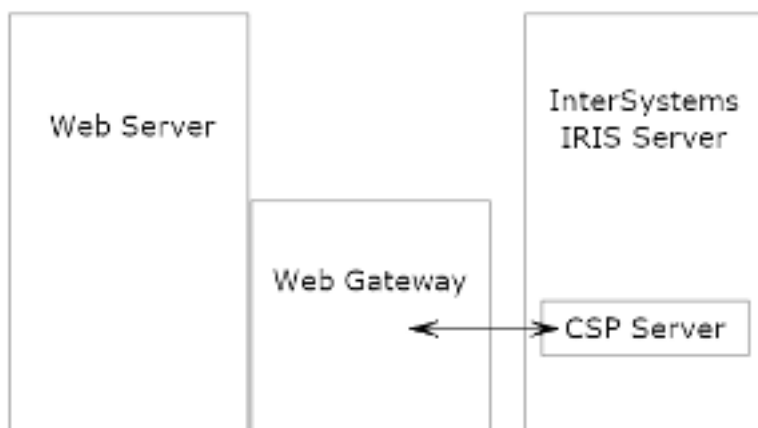 Web Server
InterSystems
IRIS Server
Web Gateway
CSP Server